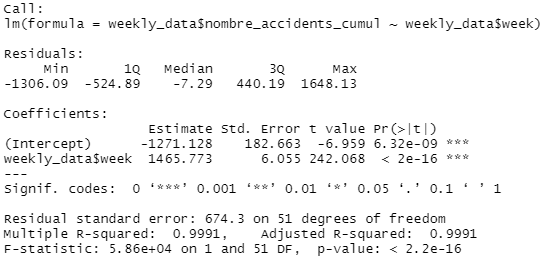 Call:
lm(formula = weekly_data$nombre_accidents_cumul ~ weekly_data$week)
Residuals:
Min 1Q Median 3Q Max
-1306.09 -524.89 -7.29 440.19 1648.13
Coefficients:
Estimate Std. Error t value Pr(>|t|)
(Intercept) -1271.128 182.663 -6.959 6.32e-09 ***
weekly_data$week 1465.773 6.055 242.068 < 2e-16 ***
---
Signif. codes: 0 ‘***’ 0.001 ‘**’ 0.01 ‘*’ 0.05 ‘.’ 0.1 ‘ ’ 1
Residual standard error: 674.3 on 51 degrees of freedom
Multiple R-squared: 0.9991, Adjusted R-squared: 0.9991
F-statistic: 5.86e+04 on 1 and 51 DF, p-value: < 2.2e-16